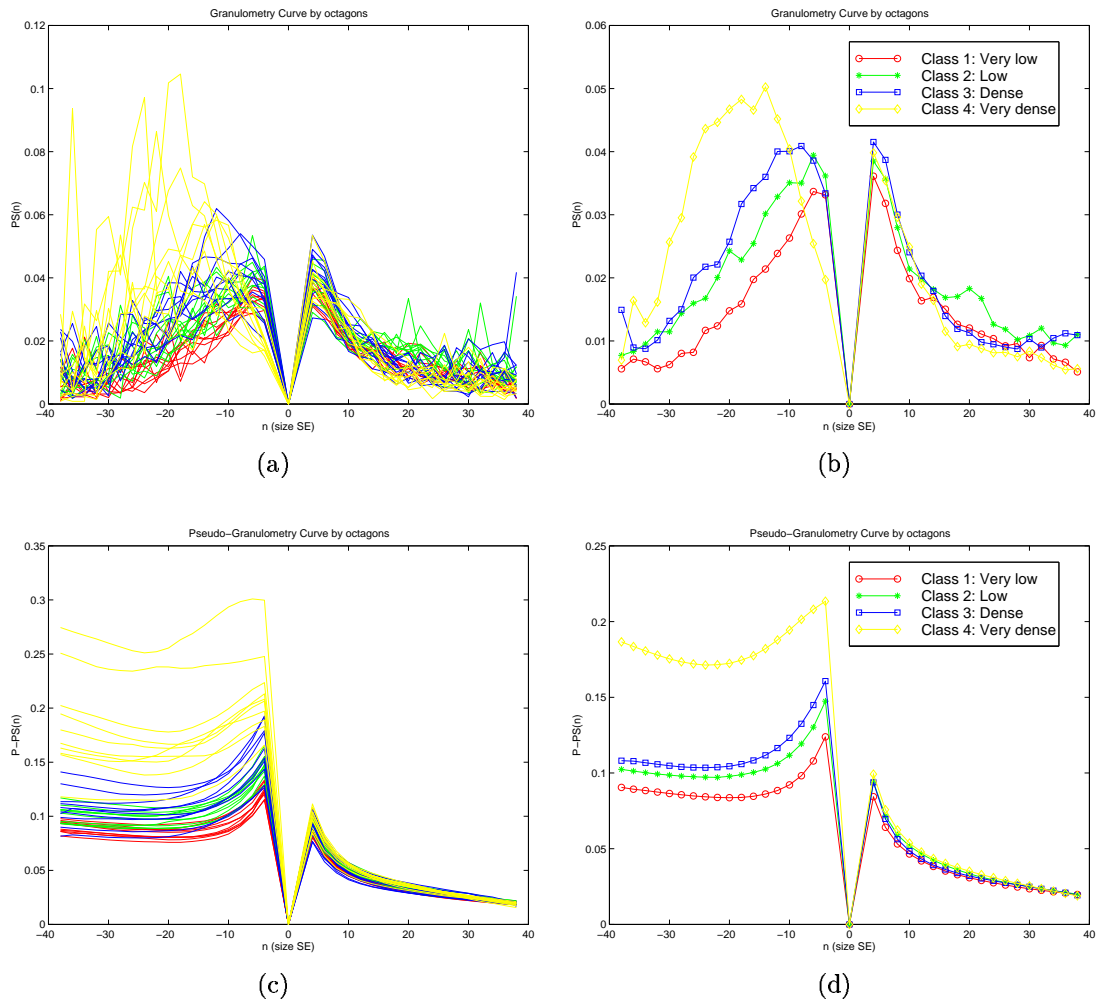 Granulometry Curve by octagons
0.12
0.1
0.08
0.06
0.04
0.02
0
PS(n)
−40 −30 −20 −10 0 10 20 30 40
n (size SE)
(a)
Granulometry Curve by octagons
0.06
0.05
0.04
0.03
0.02
0.01
0
PS(n)
Class 1: Very low
Class 2: Low
Class 3: Dense
Class 4: Very dense
−40 −30 −20 −10 0 10 20 30 40
n (size SE)
(b)
Pseudo−Granulometry Curve by octagons
0.35
0.3
0.25
0.2
0.15
0.1
0.05
0
P−PS(n)
−40 −30 −20 −10 0 10 20 30 40
n (size SE)
(c)
Pseudo−Granulometry Curve by octagons
0.25
0.2
0.15
0.1
0.05
0
P−PS(n)
Class 1: Very low
Class 2: Low
Class 3: Dense
Class 4: Very dense
−40 −30 −20 −10 0 10 20 30 40
n (size SE)
(d)